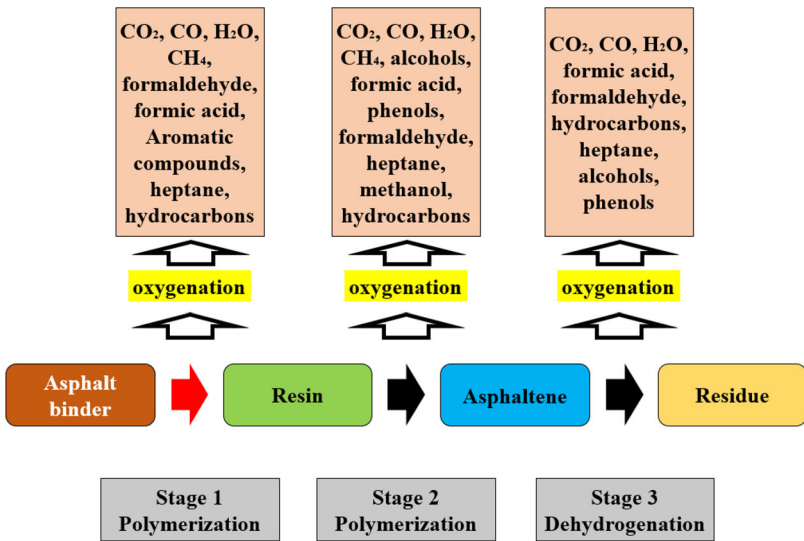 CO₂, CO, H₂O,
CH₄,
formaldehyde,
formic acid,
Aromatic
compounds,
heptane,
hydrocarbons
CO₂, CO, H₂O,
CH₄, alcohols,
formic acid,
phenols,
formaldehyde,
heptane,
methanol,
hydrocarbons
CO₂, CO, H₂O,
formic acid,
formaldehyde,
hydrocarbons,
heptane,
alcohols,
phenols
oxygenation
oxygenation
oxygenation
Asphalt
binder
Resin
Asphaltene
Residue
Stage 1
Polymerization
Stage 2
Polymerization
Stage 3
Dehydrogenation